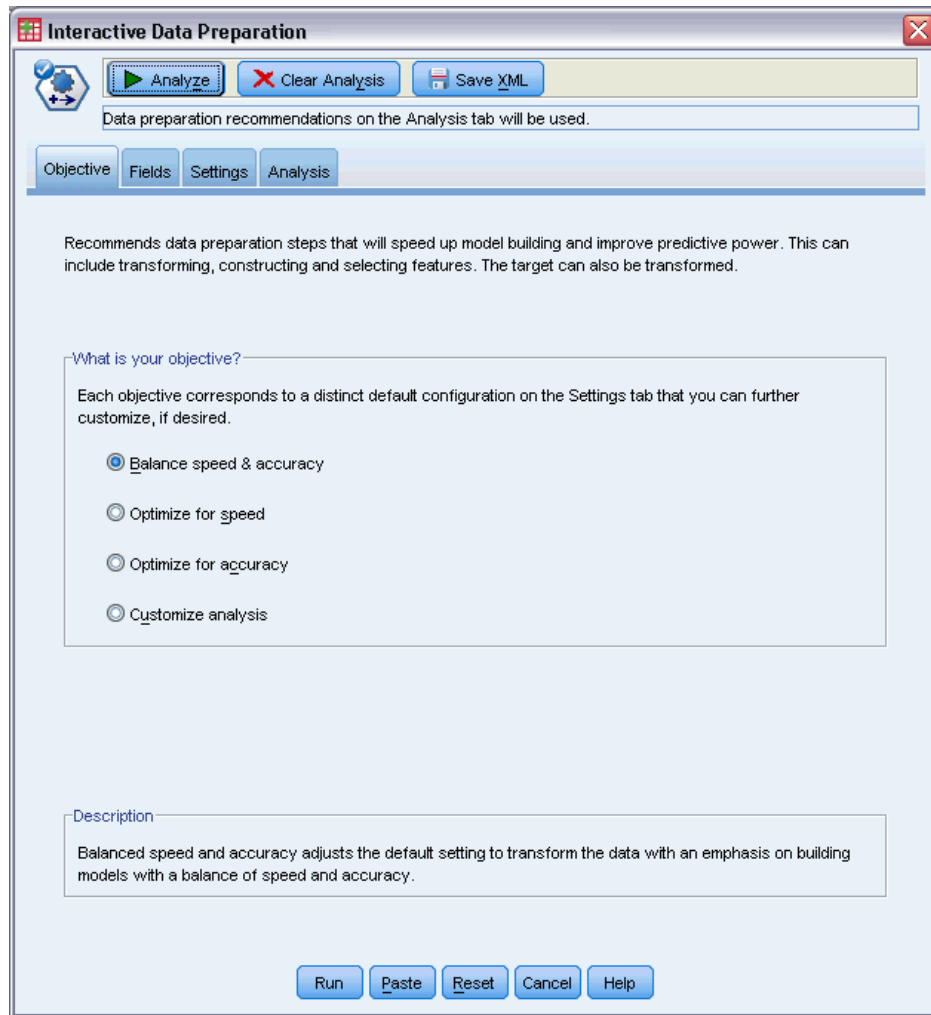 Interactive Data Preparation
Analyze Clear Analysis Save XML
Data preparation recommendations on the Analysis tab will be used.
Objective Fields Settings Analysis
Recommends data preparation steps that will speed up model building and improve predictive power. This can
include transforming, constructing and selecting features. The target can also be transformed.
What is your objective?
Each objective corresponds to a distinct default configuration on the Settings tab that you can further
customize, if desired.
Balance speed & accuracy
Optimize for speed
Optimize for accuracy
Customize analysis
Description
Balanced speed and accuracy adjusts the default setting to transform the data with an emphasis on building
models with a balance of speed and accuracy.
Run Paste Reset Cancel Help